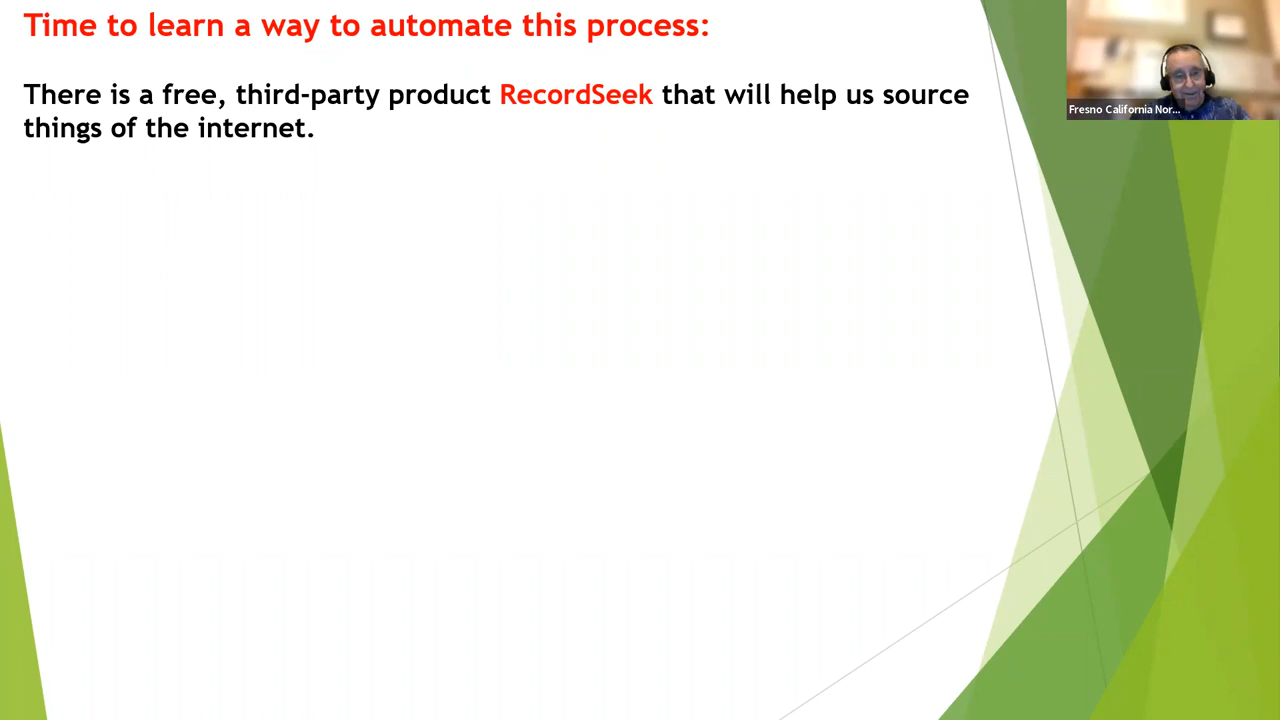 Time to learn a way to automate this process:
There is a free, third-party product RecordSeek that will help us source
things of the internet.
Fresno California Nor...